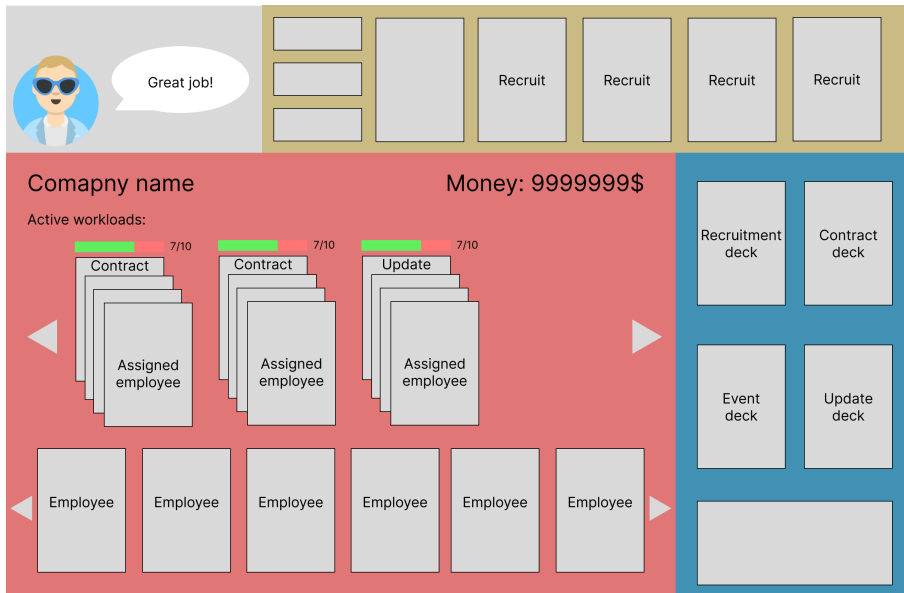 Great job!
Recruit
Recruit
Recruit
Recruit
Comapny name
Money: 9999999$
Active workloads:
7/10
7/10
7/10
Contract
Contract
Update
Assigned
employee
Assigned
employee
Assigned
employee
Employee
Employee
Employee
Employee
Employee
Employee
Recruitment
deck
Contract
deck
Event
deck
Update
deck